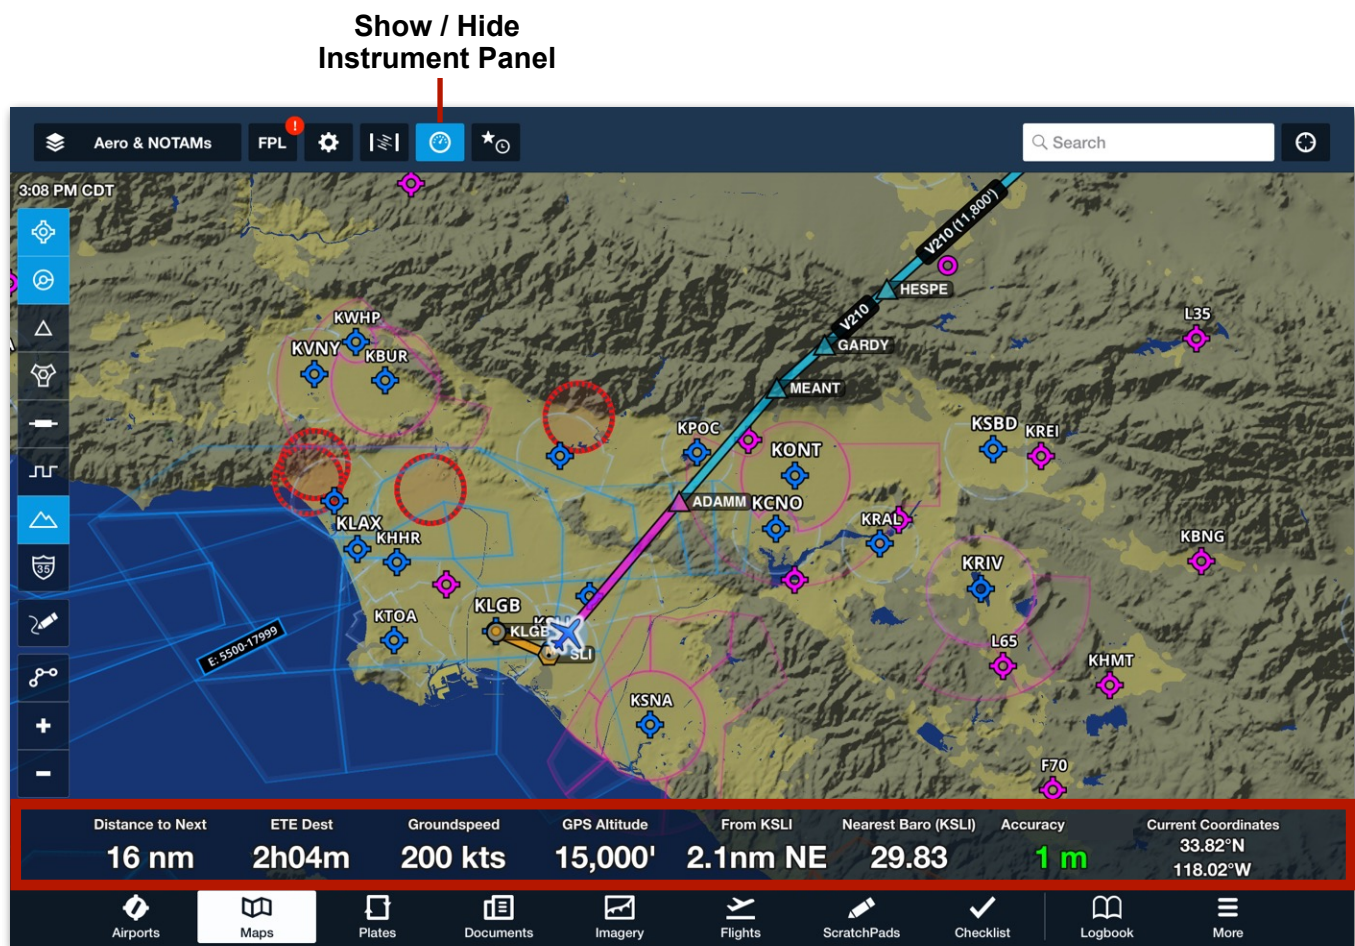 Show / Hide
Instrument Panel
Aero & NOTAMs
FPL
!
Search
3:08 PM CDT
V210 (11,800')
HESPE
L35
KWHP
V210
KVNY
KBUR
GARDY
MEANT
KPOC
KSBD
KREI
KONT
ADAMM
KCNO
KLAX
KRAL
KHHR
KBNG
35
KRIV
KLGB
KTOA
KLGB
SLI
E: 5500-17999
L65
KHMT
KSNA
F70
Distance to Next
ETE Dest
Groundspeed
GPS Altitude
From KSLI
Nearest Baro (KSLI)
Accuracy
Current Coordinates
16 nm
2h04m
200 kts
15,000'
2.1nm NE
29.83
1 m
33.82°N
118.02°W
Airports
Maps
Plates
Documents
Imagery
Flights
ScratchPads
Checklist
Logbook
More